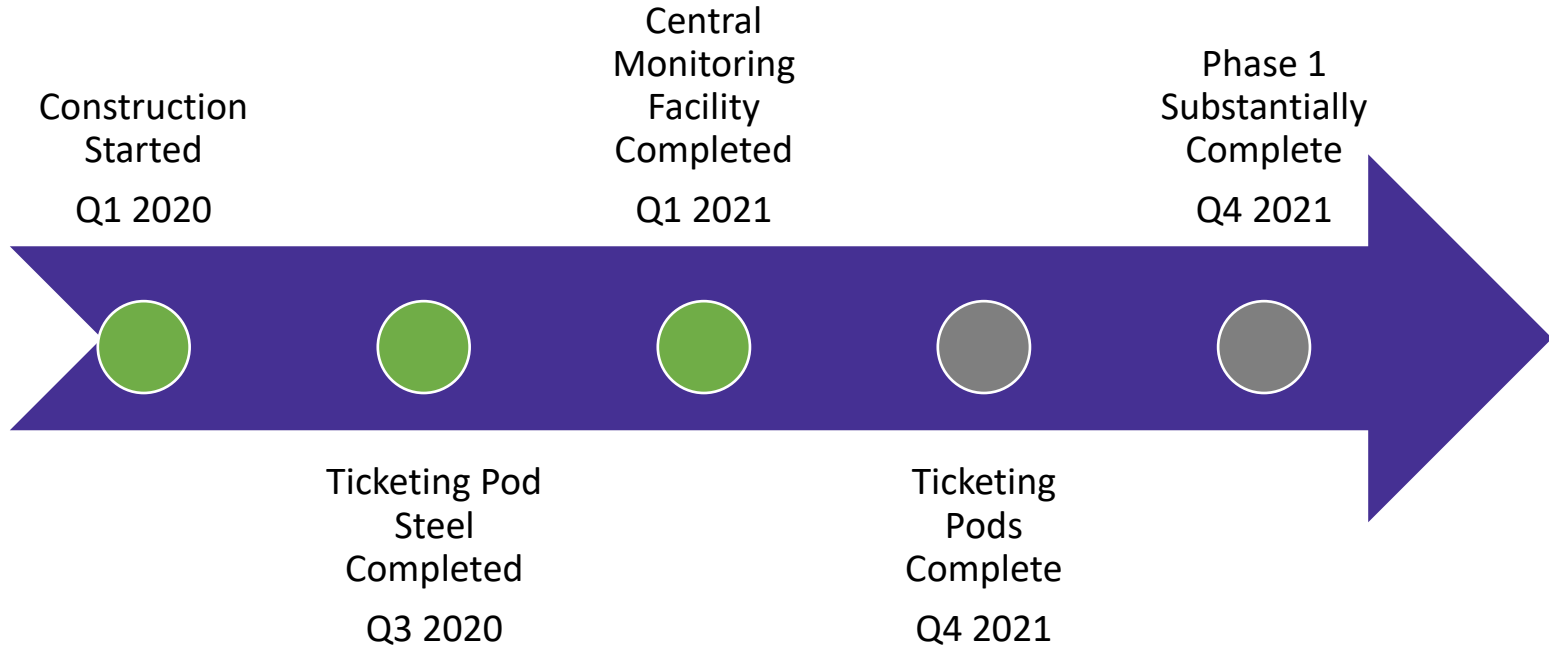 Construction
Started
Q1 2020
Ticketing Pod
Steel
Completed
Q3 2020
Central
Monitoring
Facility
Completed
Q1 2021
Ticketing
Pods
Complete
Q4 2021
Phase 1
Substantially
Complete
Q4 2021